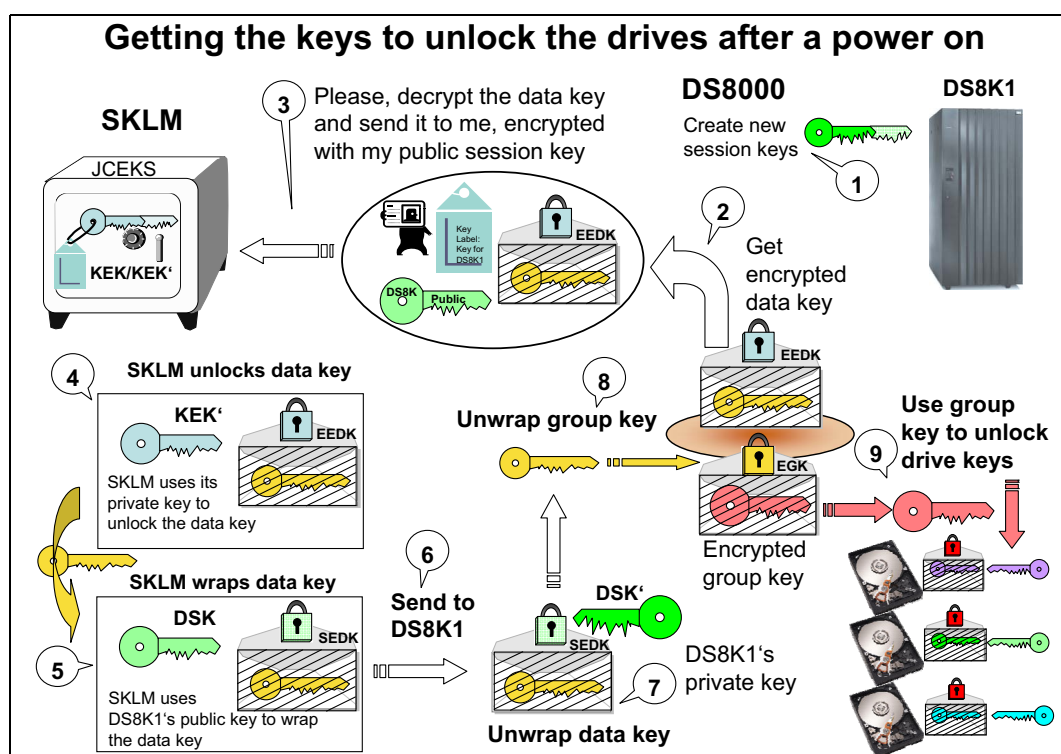 Getting the keys to unlock the drives after a power on
SKLM
JCEKS
KEK/KEK‘
3
Please, decrypt the data key
and send it to me, encrypted
with my public session key
DS8000
Create new
session keys
1
DS8K1
2
Get
encrypted
data key
Key
Label:
Key for
DS8K1
EEDK
DS8K
Public
EEDK
4
SKLM unlocks data key
KEK‘
EEDK
SKLM uses its
private key to
unlock the data key
5
SKLM wraps data key
DSK
SEDK
SKLM uses
DS8K1‘s public key to wrap
the data key
6
Send to
DS8K1
DSK‘
SEDK
7
DS8K1‘s
private key
Unwrap data key
8
Unwrap group key
EGK
Encrypted
group key
9
Use group
key to unlock
drive keys